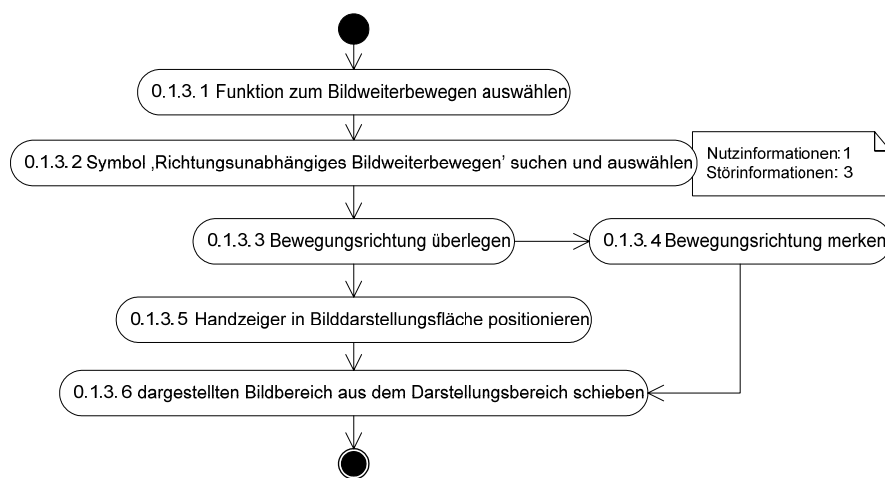 0.1.3.1 Funktion zum Bildweiterbewegen auswählen
0.1.3.2 Symbol ‚Richtungsunabhängiges Bildweiterbewegen’ suchen und auswählen
Nutzinformationen: 1
Störinformationen: 3
0.1.3.3 Bewegungsrichtung überlegen
0.1.3.4 Bewegungsrichtung merken
0.1.3.5 Handzeiger in Bilddarstellungsfläche positionieren
0.1.3.6 dargestellten Bildbereich aus dem Darstellungsbereich schieben